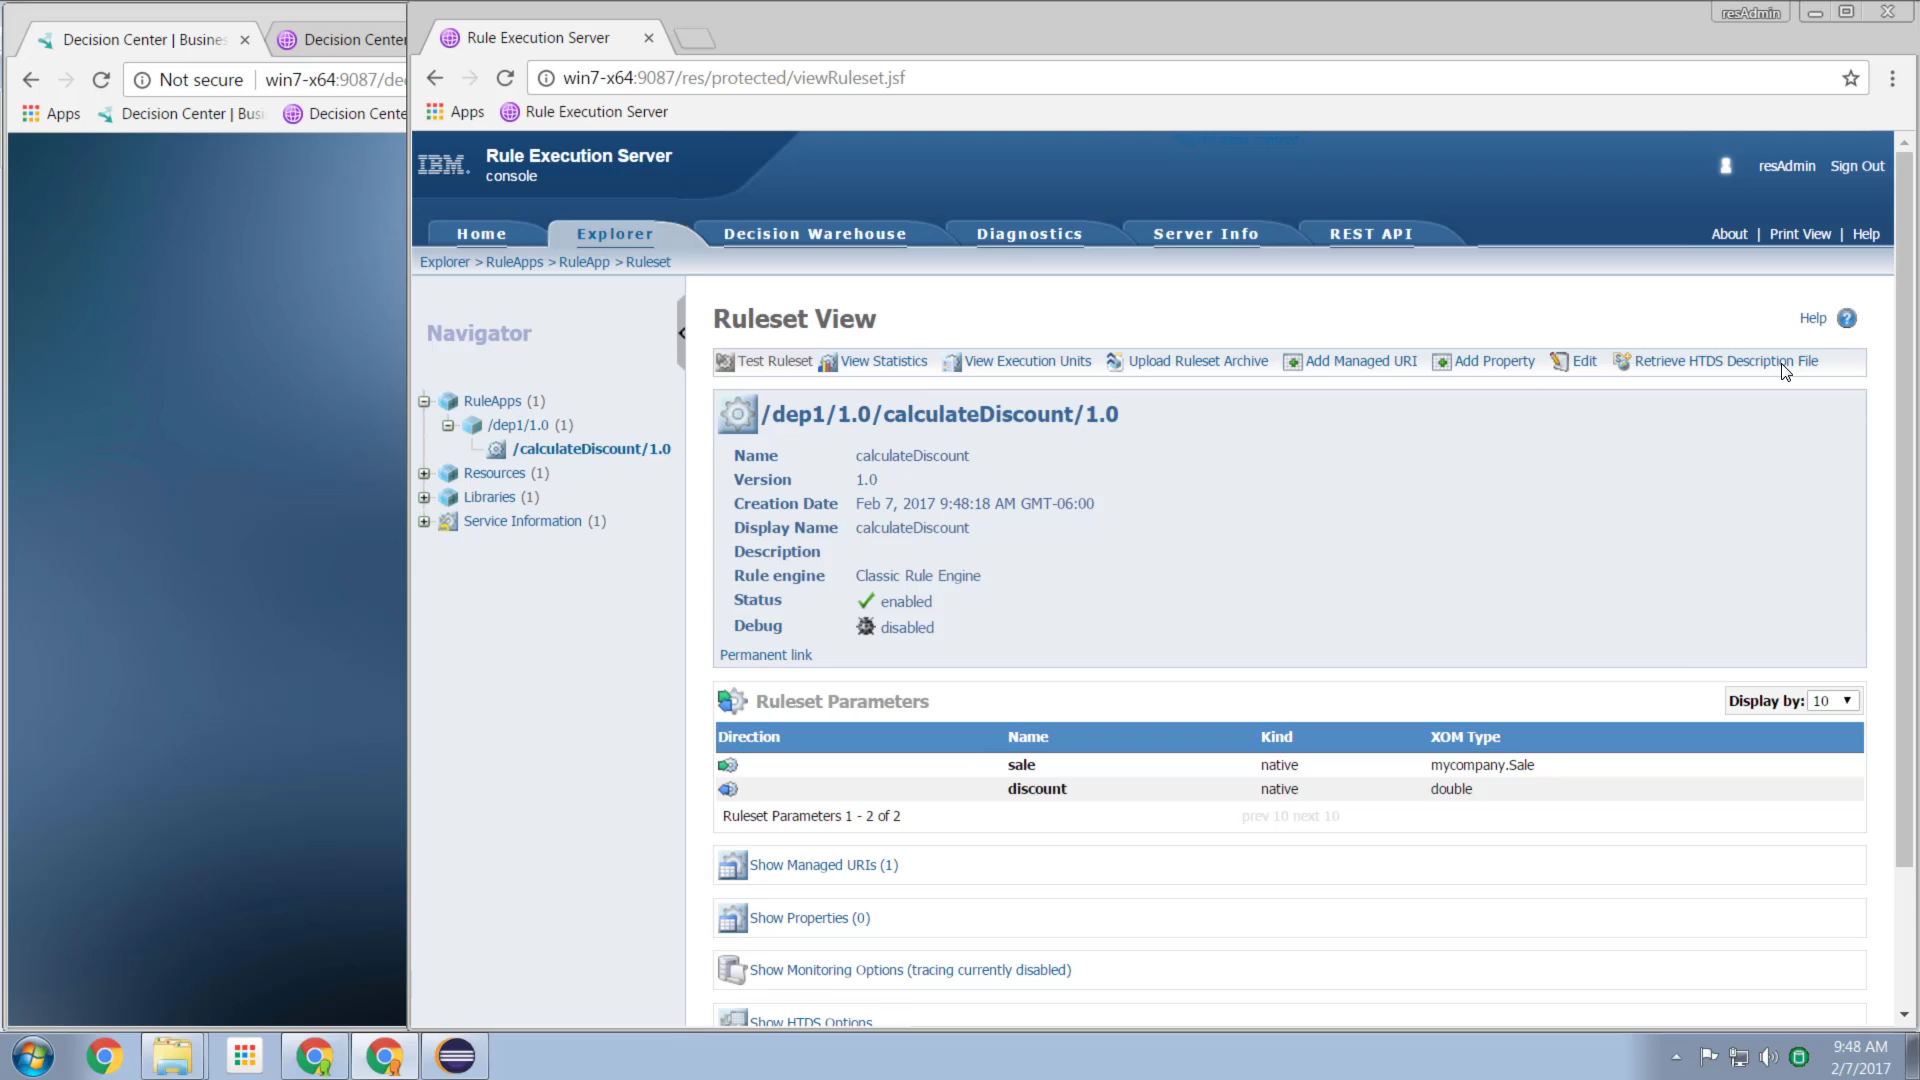 resAdmin
Decision Center | Busines
Decision Center
Not secure
win7-x64:9087/de
Apps
Decision Center | Busi
Decision Cente
Rule Execution Server
win7-x64:9087/res/protected/viewRuleset.jsf
Apps
Rule Execution Server
IBM.
Rule Execution Server
console
resAdmin
Sign Out
Home
Explorer
Decision Warehouse
Diagnostics
Server Info
REST API
About | Print View | Help
Explorer > RuleApps > RuleApp > Ruleset
Navigator
RuleApps (1)
/dep1/1.0 (1)
/calculateDiscount/1.0
Resources (1)
Libraries (1)
Service Information (1)
Ruleset View
Help ?
Test Ruleset
View Statistics
View Execution Units
Upload Ruleset Archive
Add Managed URI
Add Property
Edit
Retrieve HTDS Description File
/dep1/1.0/calculateDiscount/1.0
Name calculateDiscount
Version 1.0
Creation Date Feb 7, 2017 9:48:18 AM GMT-06:00
Display Name calculateDiscount
Description
Rule engine Classic Rule Engine
Status enabled
Debug disabled
Permanent link
Ruleset Parameters
Display by: 10
Direction Name Kind XOM Type
sale native mycompany.Sale
discount native double
Ruleset Parameters 1 - 2 of 2
prev 10 next 10
Show Managed URIs (1)
Show Properties (0)
Show Monitoring Options (tracing currently disabled)
Show HTDS Options
9:48 AM
2/7/2017